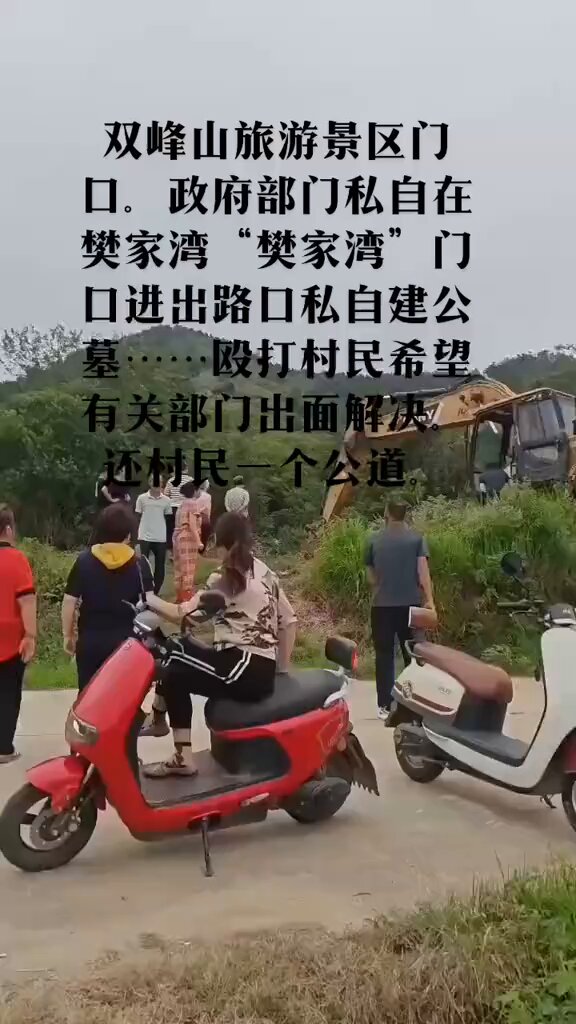 双峰山旅游景区门
口。政府部门私自在
樊家湾“樊家湾”门
口进出路口私自建公
墓……殴打村民希望
有关部门出面解决。
还村民一个公道。